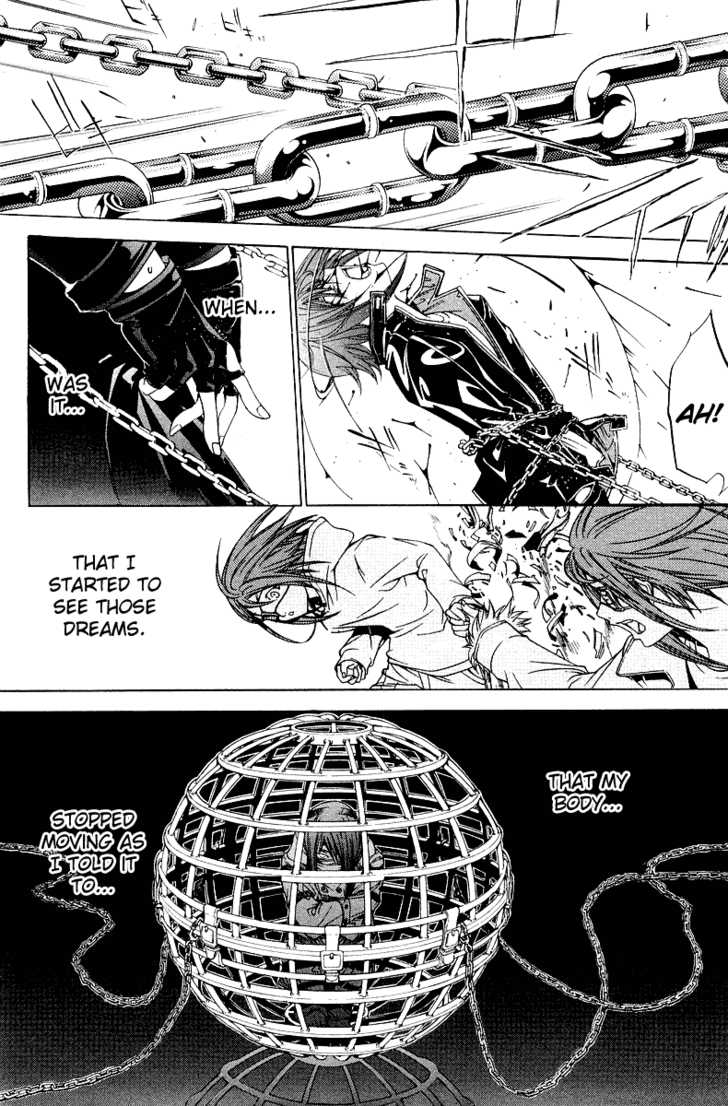 AH!
WHEN...
WAS
IT...
THAT I
STARTED TO
SEE THOSE
DREAMS.
THAT MY
BODY...
STOPPED
MOVING AS
I TOLD IT
TO...